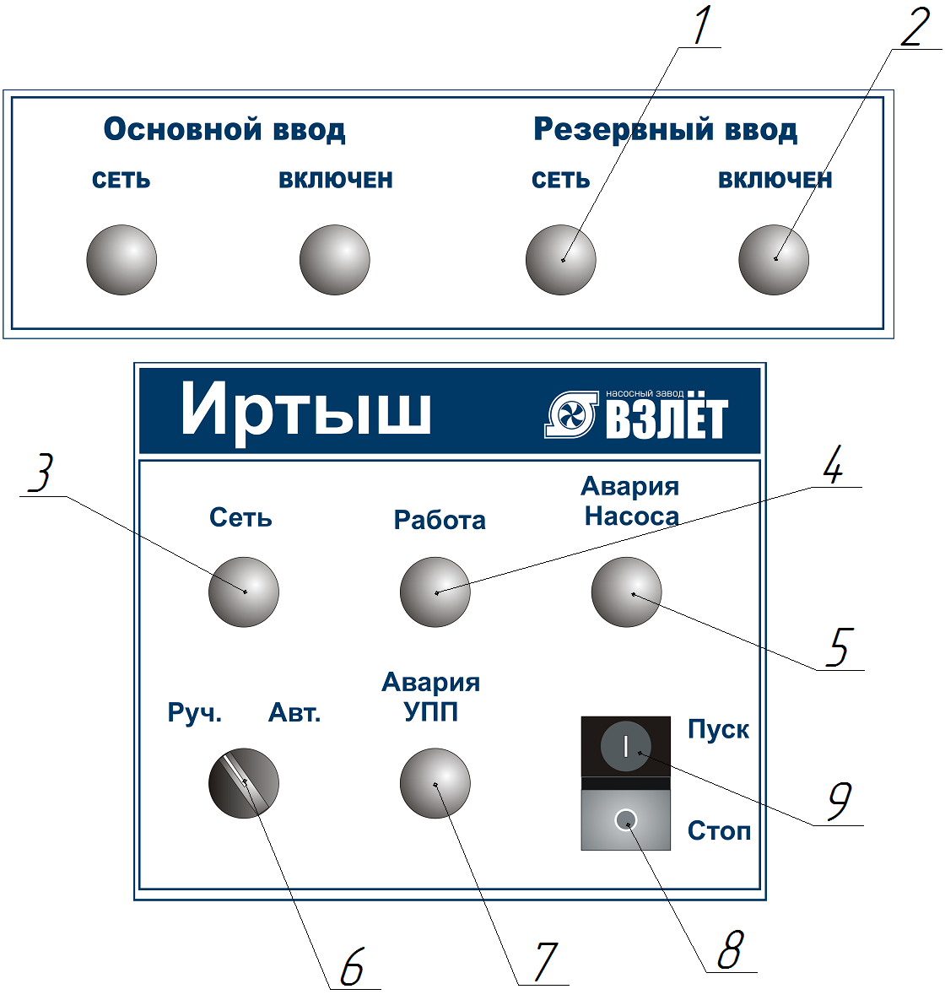 1
2
Основной ввод
Резервный ввод
СЕТЬ
ВКЛЮЧЕН
СЕТЬ
ВКЛЮЧЕН
Иртыш
насосный завод
ВЗЛЁТ
3
4
Сеть
Работа
Авария
Насоса
5
Руч.
Авт.
Авария
УПП
Пуск
9
Стоп
6
7
8